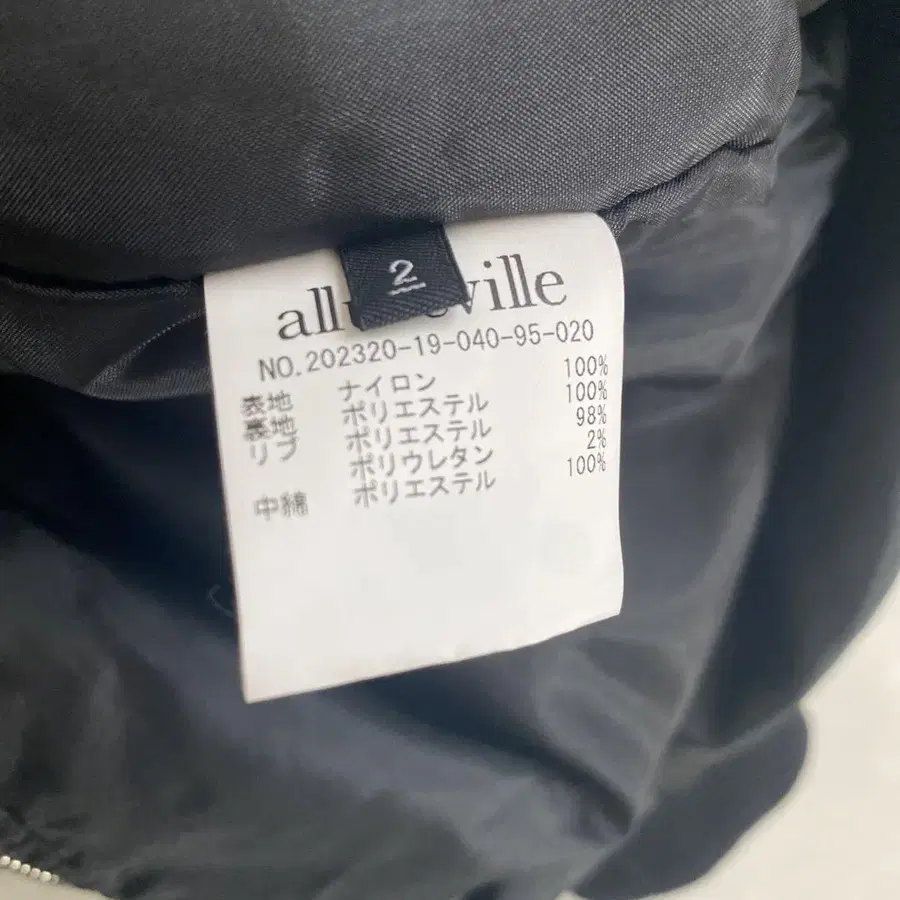 2
all ville
NO.202320-19-040-95-020
表地 ナイロン 100%
裏地 ポリエステル 100%
リブ ポリエステル 98%
ポリウレタン 2%
中綿 ポリエステル 100%